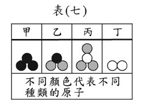 表(七)
甲 乙 丙 丁
不同顏色代表不同
種類的原子